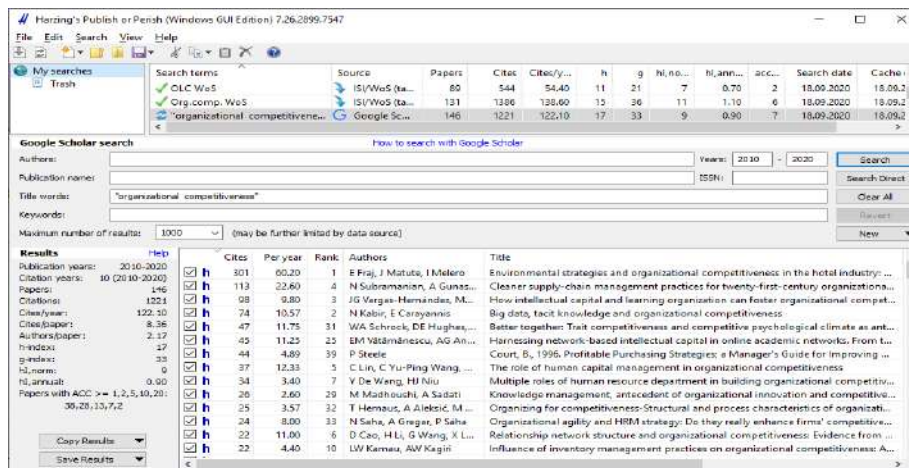 Harzing's Publish or Perish (Windows GUI Edition) 7.26.2899.7547
File Edit Search View Help
My searches
Trash
Search terms Source Papers Cites Cites/y... h g hI,no... hI,ann... acc... Search date Cache
OLC WoS ISI/WoS (ta... 89 544 54.40 11 21 7 0.70 2 18.09.2020 18.09.2
Org.comp. WoS ISI/WoS (ta... 131 1386 138.60 15 36 11 1.10 6 18.09.2020 18.09.2
"organizational competitivene... Google Sc... 146 1221 122.10 17 33 9 0.90 7 18.09.2020 18.09.2
Google Scholar search How to search with Google Scholar
Authors: Years: 2010 - 2020 Search
Publication name: ISSN: Search Direct
Title words: "organizational competitiveness" Clear All
Keywords: Revert
Maximum number of results: 1000 (may be further limited by data source) New
Results Help
Publication years: 2010-2020
Citation years: 10 (2010-2020)
Papers: 146
Citations: 1221
Cites/year: 122.10
Cites/paper: 8.36
Authors/paper: 2.17
h-index: 17
g-index: 33
hI,norm: 9
hI,annual: 0.90
Papers with ACC >= 1,2,5,10,20:
38,28,13,7,2
Copy Results
Save Results
Cites Per year Rank Authors Title
h 301 60.20 1 E Fraj, J Matute, I Melero Environmental strategies and organizational competitiveness in the hotel industry: ...
h 113 22.60 4 N Subramanian, A Gunas... Cleaner supply-chain management practices for twenty-first-century organizationa...
h 98 9.80 3 JG Vargas-Hernández, M... How intellectual capital and learning organization can foster organizational compet...
h 74 10.57 2 N Kabir, E Carayannis Big data, tacit knowledge and organizational competitiveness
h 47 11.75 31 WA Schrock, DE Hughes,... Better together: Trait competitiveness and competitive psychological climate as ant...
h 45 11.25 25 EM Vătămănescu, AG An... Harnessing network-based intellectual capital in online academic networks. From t...
h 44 4.89 39 P Steele Court, B., 1996. Profitable Purchasing Strategies: a Manager's Guide for Improving ...
h 37 12.33 5 C Lin, C Yu-Ping Wang, ... The role of human capital management in organizational competitiveness
h 34 3.40 7 Y De Wang, HJ Niu Multiple roles of human resource department in building organizational competitiv...
h 26 2.60 29 M Madhoushi, A Sadati Knowledge management, antecedent of organizational innovation and competitive...
h 25 3.57 32 T Hernaus, A Aleksić, M ... Organizing for competitiveness-Structural and process characteristics of organizati...
h 24 8.00 33 N Saha, A Gregar, P Sáha Organizational agility and HRM strategy: Do they really enhance firms' competitive...
h 22 11.00 6 D Cao, H Li, G Wang, X L... Relationship network structure and organizational competitiveness: Evidence from ...
h 22 4.40 10 LW Kamau, AW Kagiri Influence of inventory management practices on organizational competitiveness: A...